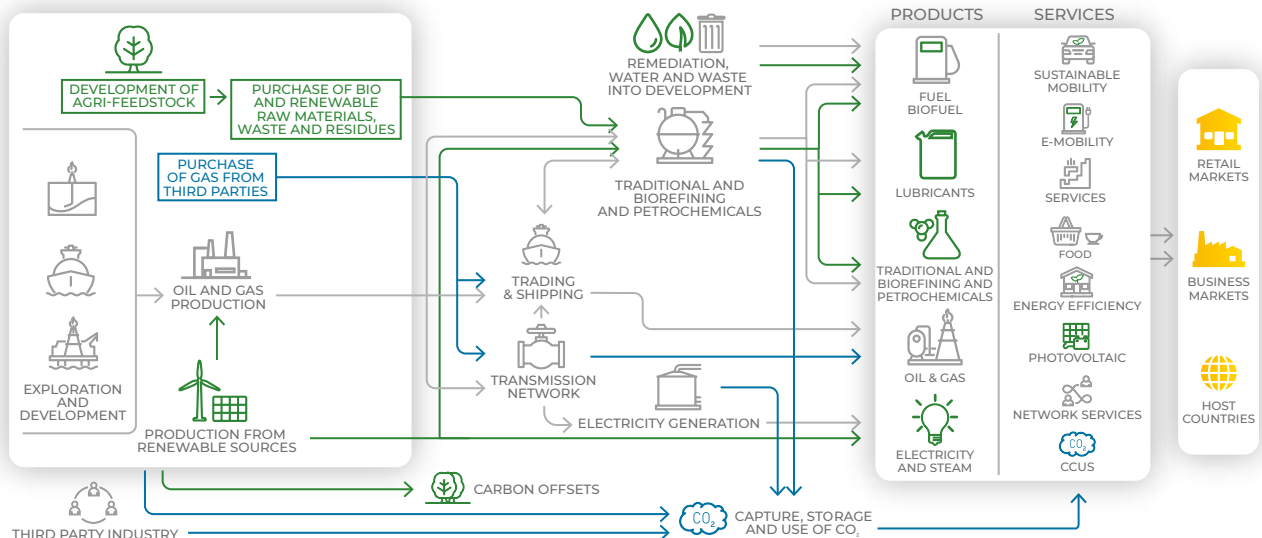 PRODUCTS
SERVICES
DEVELOPMENT OF
AGRI-FEEDSTOCK
PURCHASE OF BIO
AND RENEWABLE
RAW MATERIALS,
WASTE AND RESIDUES
PURCHASE
OF GAS FROM
THIRD PARTIES
EXPLORATION
AND
DEVELOPMENT
OIL AND GAS
PRODUCTION
PRODUCTION FROM
RENEWABLE SOURCES
THIRD PARTY INDUSTRY
CARBON OFFSETS
REMEDIATION,
WATER AND WASTE
INTO DEVELOPMENT
TRADITIONAL AND
BIOREFINING
AND PETROCHEMICALS
TRADING
& SHIPPING
TRANSMISSION
NETWORK
ELECTRICITY GENERATION
CO₂
CAPTURE, STORAGE
AND USE OF CO₂
FUEL
BIOFUEL
LUBRICANTS
TRADITIONAL AND
BIOREFINING AND
PETROCHEMICALS
OIL & GAS
ELECTRICITY
AND STEAM
SUSTAINABLE
MOBILITY
E-MOBILITY
SERVICES
FOOD
ENERGY EFFICIENCY
PHOTOVOLTAIC
NETWORK SERVICES
CO₂
CCUS
RETAIL
MARKETS
BUSINESS
MARKETS
HOST
COUNTRIES